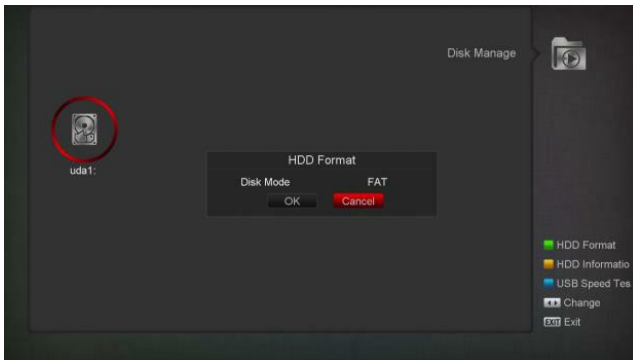 Disk Manage
uda1:
HDD Format
Disk Mode FAT
OK Cancel
HDD Format
HDD Informatio
USB Speed Tes
Change
EXIT Exit